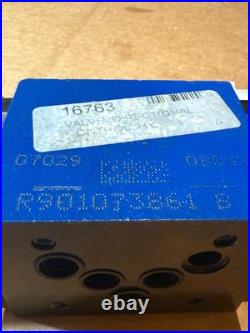 16763
VALVE DIRECTIONAL
07029
R901073861 B